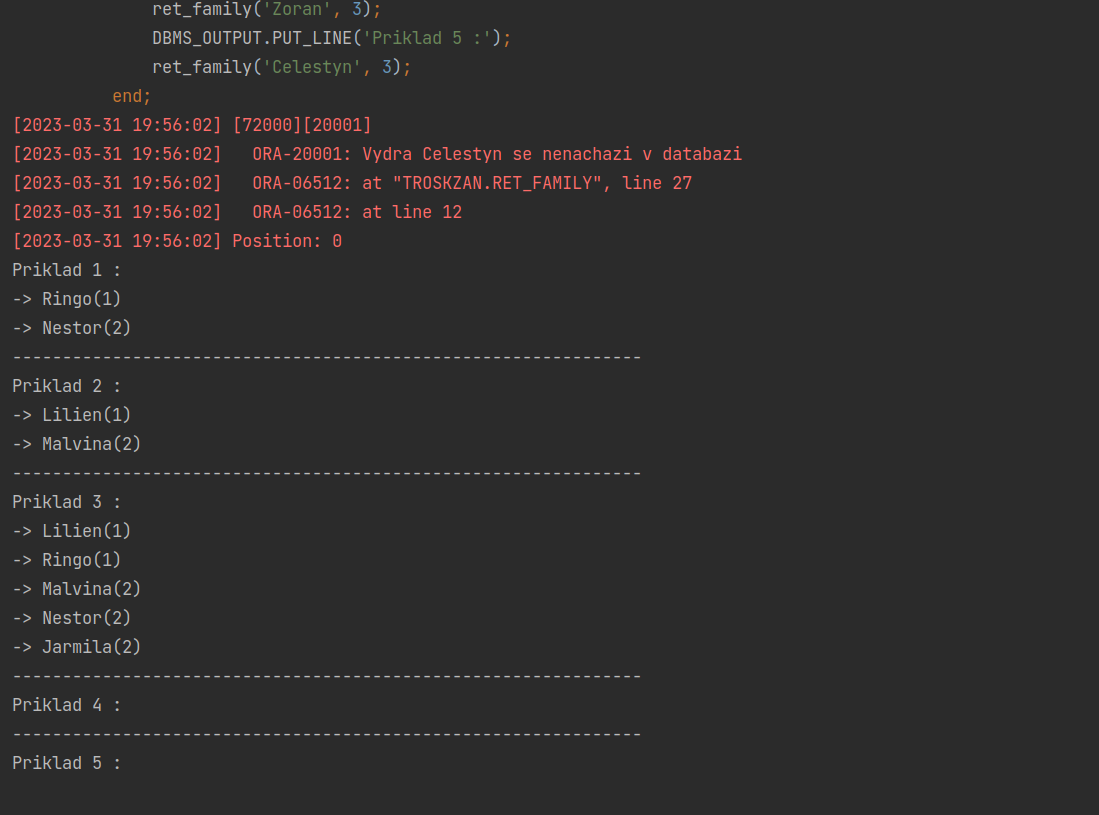 ret_family('Zoran', 3);
DBMS_OUTPUT.PUT_LINE('Priklad 5 :');
ret_family('Celestyn', 3);
end;
[2023-03-31 19:56:02] [72000][20001]
[2023-03-31 19:56:02]   ORA-20001: Vydra Celestyn se nenachazi v databazi
[2023-03-31 19:56:02]   ORA-06512: at "TROSKZAN.RET_FAMILY", line 27
[2023-03-31 19:56:02]   ORA-06512: at line 12
[2023-03-31 19:56:02] Position: 0
Priklad 1 :
-> Ringo(1)
-> Nestor(2)
---------------------------------------------------------------
Priklad 2 :
-> Lilien(1)
-> Malvina(2)
---------------------------------------------------------------
Priklad 3 :
-> Lilien(1)
-> Ringo(1)
-> Malvina(2)
-> Nestor(2)
-> Jarmila(2)
---------------------------------------------------------------
Priklad 4 :
---------------------------------------------------------------
Priklad 5 :